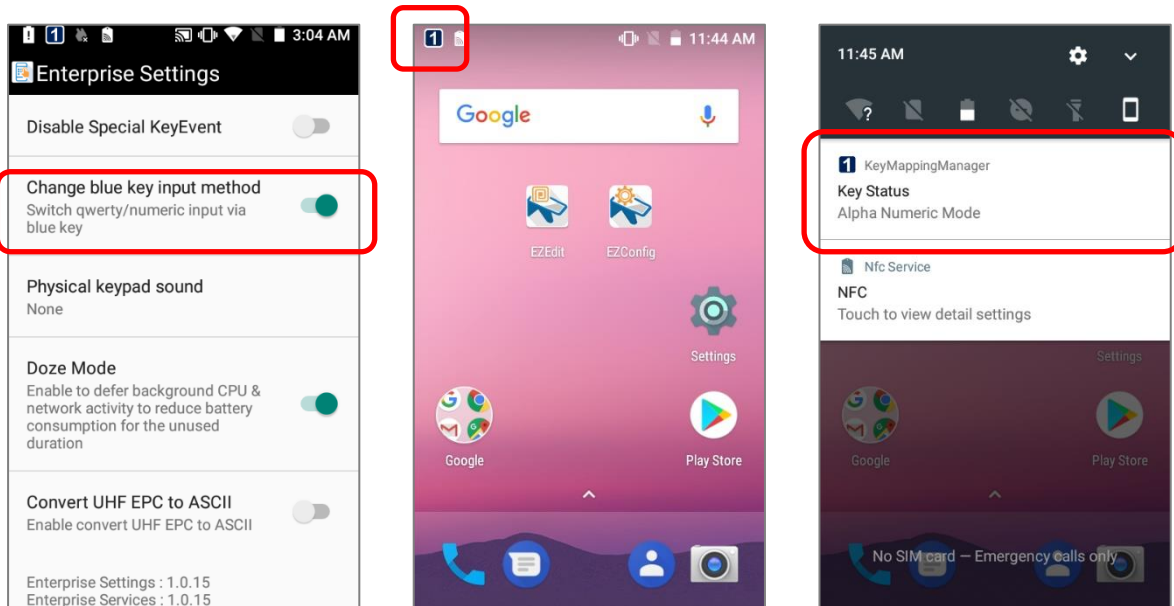 1 3:04 AM
Enterprise Settings
Disable Special KeyEvent
Change blue key input method
Switch qwerty/numeric input via
blue key
Physical keypad sound
None
Doze Mode
Enable to defer background CPU &
network activity to reduce battery
consumption for the unused
duration
Convert UHF EPC to ASCII
Enable convert UHF EPC to ASCII
Enterprise Settings : 1.0.15
Enterprise Services : 1.0.15
1 11:44 AM
Google
EZEdit EZConfig
Settings
Google Play Store
11:45 AM
?
1 KeyMappingManager
Key Status
Alpha Numeric Mode
Nfc Service
NFC
Touch to view detail settings
Settings
Google Play Store
No SIM card — Emergency calls only